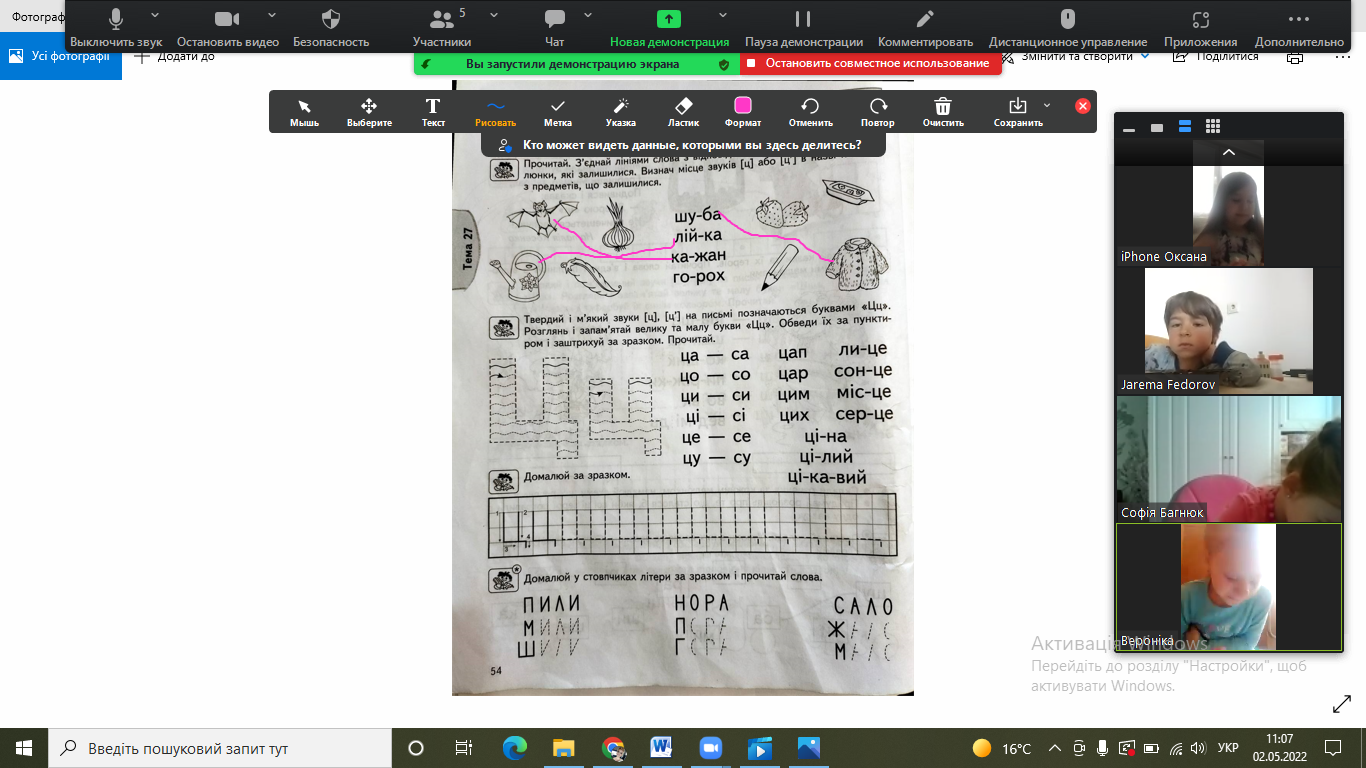 Фотограф
Выключить звук
Остановить видео
Безопасность
5
Участники
Чат
Новая демонстрация
Пауза демонстрации
Комментировать
Дистанционное управление
Приложения
Дополнительно
Усі фотографії
Додати до
Вы запустили демонстрацию экрана
Остановить совместное использование
Змінити та створити
Поділитися
Мышь
Выберите
Текст
Рисовать
Метка
Указка
Ластик
Формат
Отменить
Повтор
Очистить
Сохранить
Кто может видеть данные, которыми вы здесь делитесь?
Прочитай. З'єднай лініями слова з
люнки, які залишилися. Визнач місце звуків [ц] або [ц'] в
з предметів, що залишилися.
Тема 27
шу-ба
лій-ка
ка-жан
го-рох
Твердий і м'який звуки [ц], [ц'] на письмі позначаються буквами «Цц».
Розглянь і запам'ятай велику та малу букви «Цц». Обведи їх за пункти-
ром і заштрихуй за зразком. Прочитай.
Цц
ца — са цап ли-це
цо — со цар сон-це
ци — си цим міс-це
ці — сі цих сер-це
це — се ці-на
цу — су ці-лий
ці-ка-вий
Домалюй за зразком.
1 2
3 4
Домалюй у стовпчиках літери за зразком і прочитай слова.
ПИЛИ НОРА САЛО
М П Ж
Ш Г М
54
iPhone Оксана
Jarema Fedorov
Софія Багнюк
Вероніка
Активація Windows
Перейдіть до розділу "Настройки", щоб
активувати Windows.
Введіть пошуковий запит тут
16°C
УКР
11:07
02.05.2022